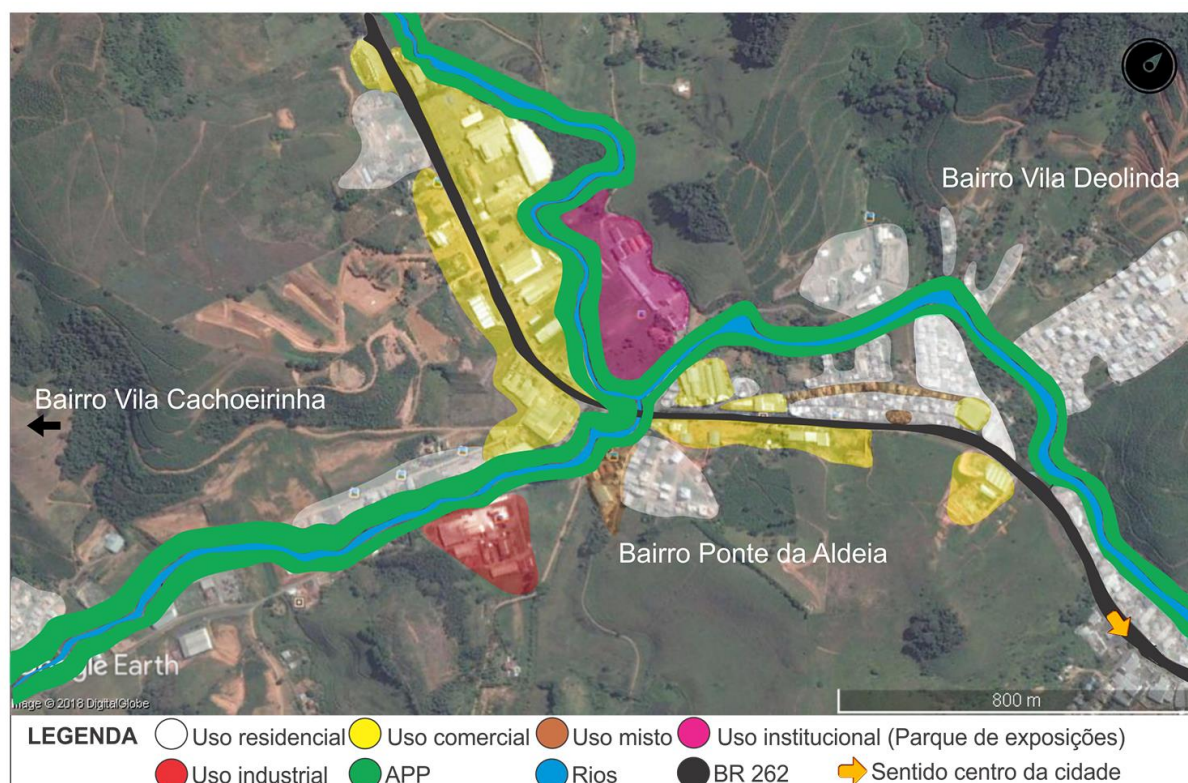 Bairro Vila Deolinda
Bairro Vila Cachoeirinha
Bairro Ponte da Aldeia
Google Earth
Image © 2018 DigitalGlobe
800 m
LEGENDA Uso residencial Uso comercial Uso misto Uso institucional (Parque de exposições)
Uso industrial APP Rios BR 262 Sentido centro da cidade